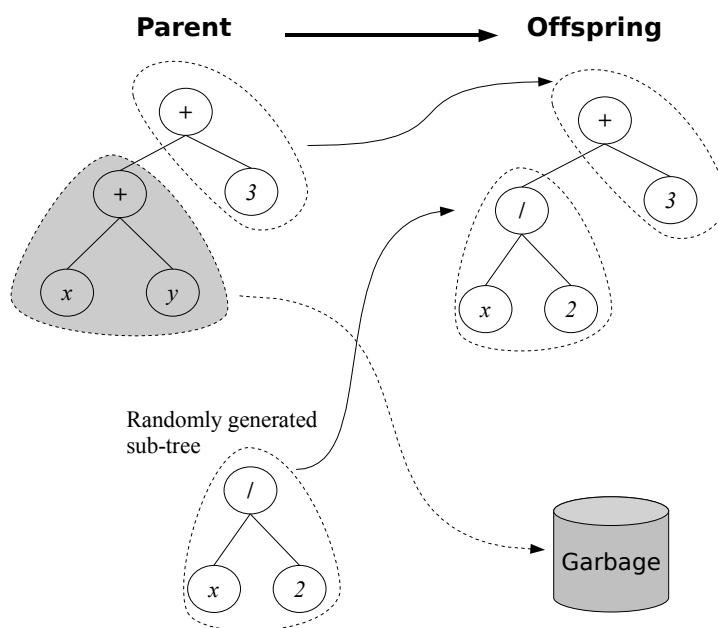 Parent
Offspring
+
+
3
x
y
+
3
/
x
2
Randomly generated
sub-tree
/
x
2
Garbage